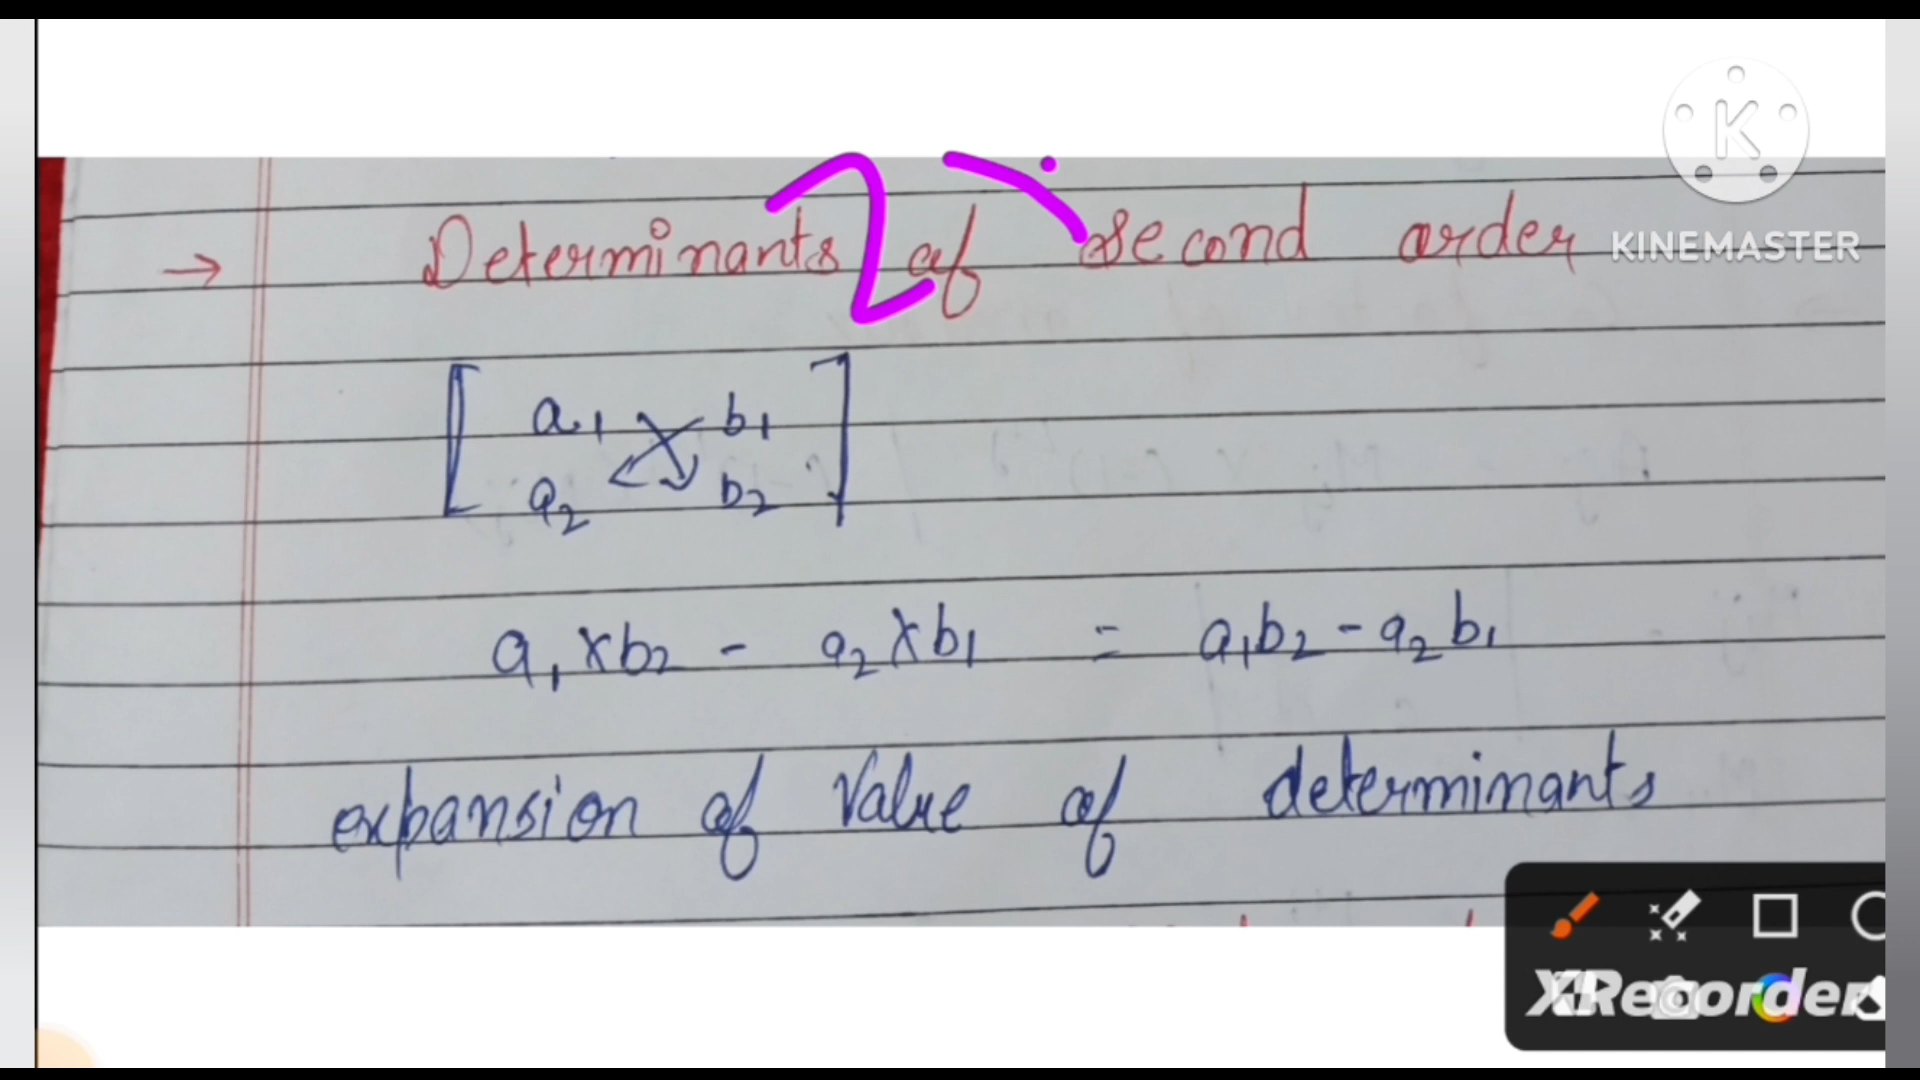 KINEMASTER
→ Determinants of second order
[ a1 b1 ]
[ a2 b2 ]
a1 x b2 - a2 x b1 = a1b2 - a2b1
expansion of Value of determinants
XRecorder